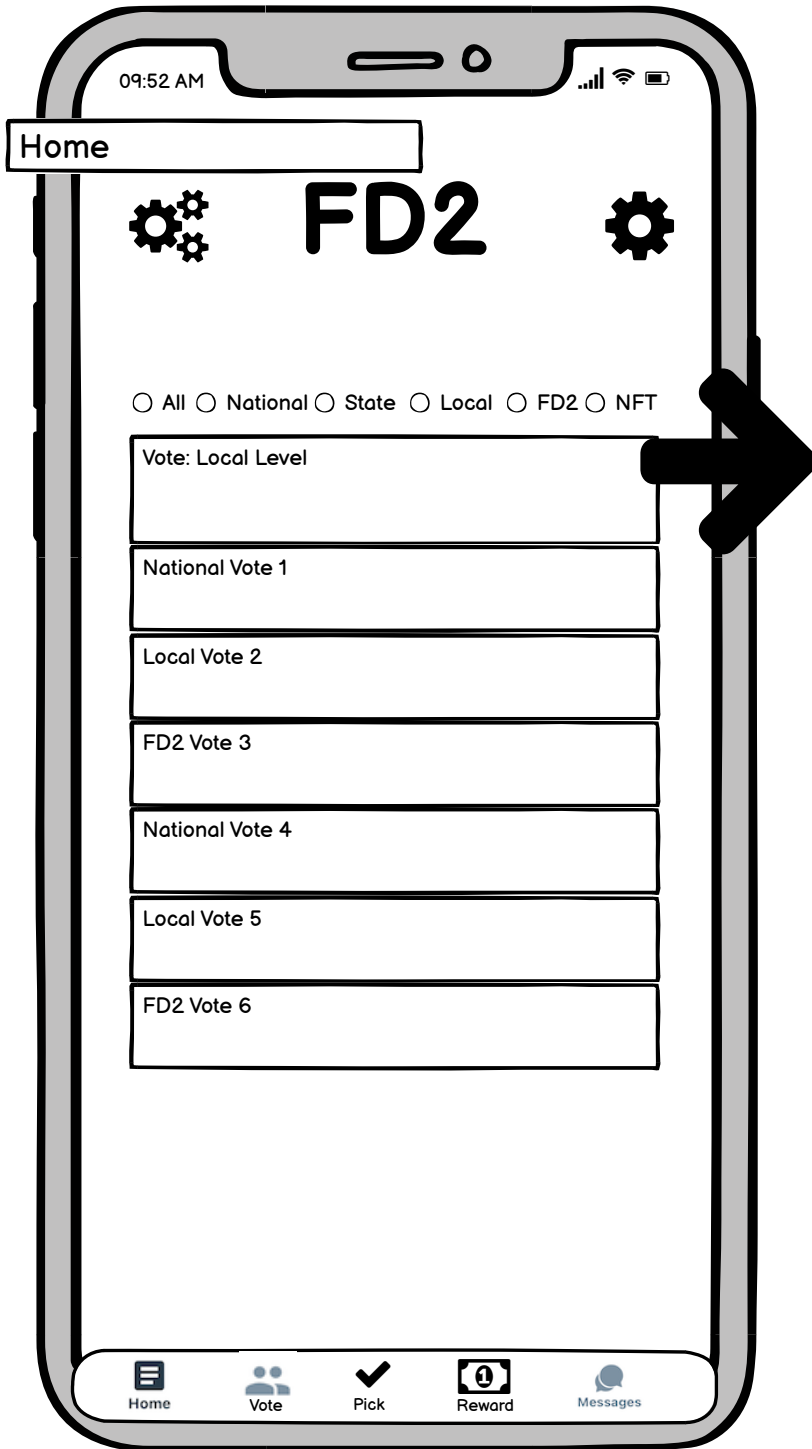 09:52 AM
Home
FD2
All National State Local FD2 NFT
Vote: Local Level
National Vote 1
Local Vote 2
FD2 Vote 3
National Vote 4
Local Vote 5
FD2 Vote 6
1
Home Vote Pick Reward Messages